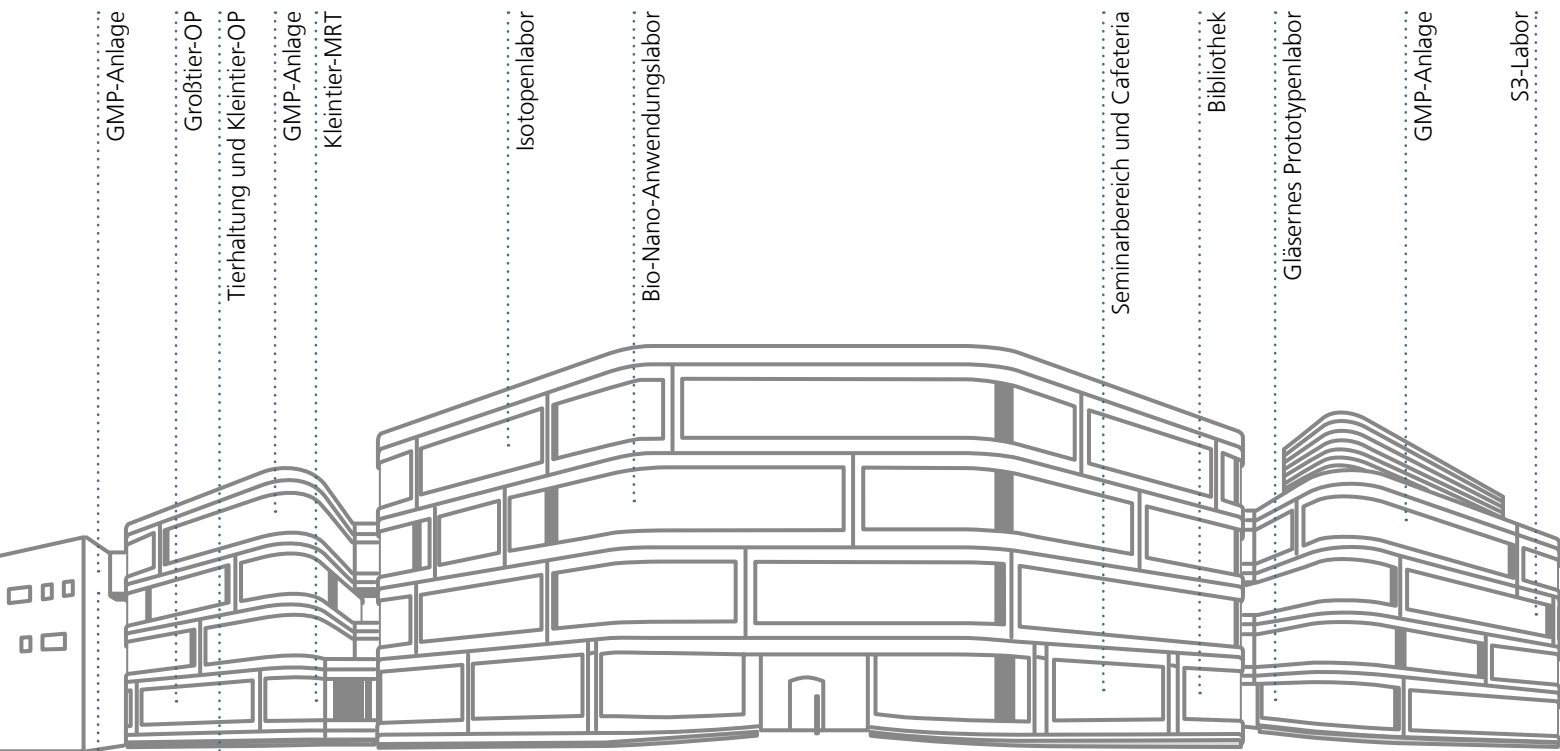 GMP-Anlage
Großtier-OP
Tierhaltung und Kleintier-OP
GMP-Anlage
Kleintier-MRT
Isotopenlabor
Bio-Nano-Anwendungslabor
Seminarbereich und Cafeteria
Bibliothek
Gläsernes Prototypenlabor
GMP-Anlage
S3-Labor